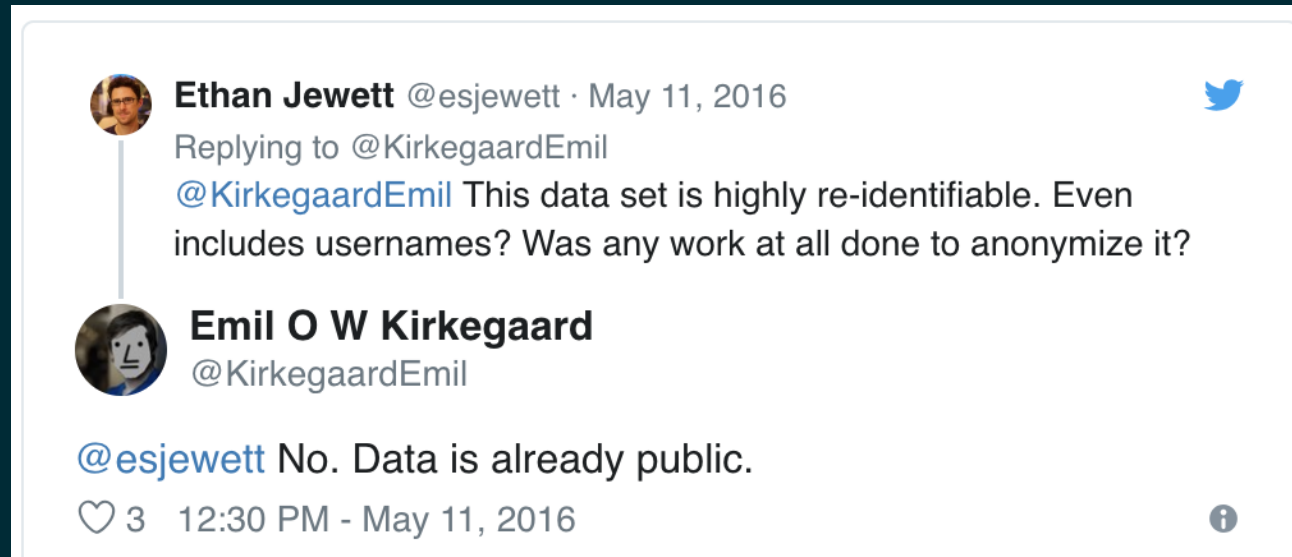 Ethan Jewett @esjewett · May 11, 2016
Replying to @KirkegaardEmil
@KirkegaardEmil This data set is highly re-identifiable. Even
includes usernames? Was any work at all done to anonymize it?
Emil O W Kirkegaard
@KirkegaardEmil
@esjewett No. Data is already public.
3 12:30 PM - May 11, 2016